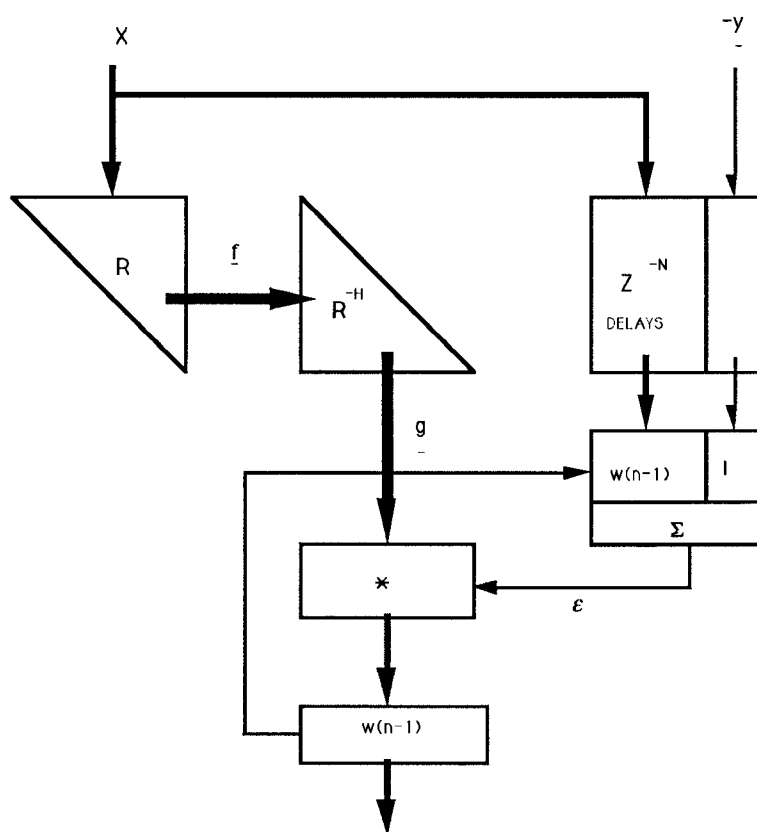 X
-y
R
f
R^-H
Z^-N
DELAYS
g
w(n-1)
I
Σ
*
ε
w(n-1)